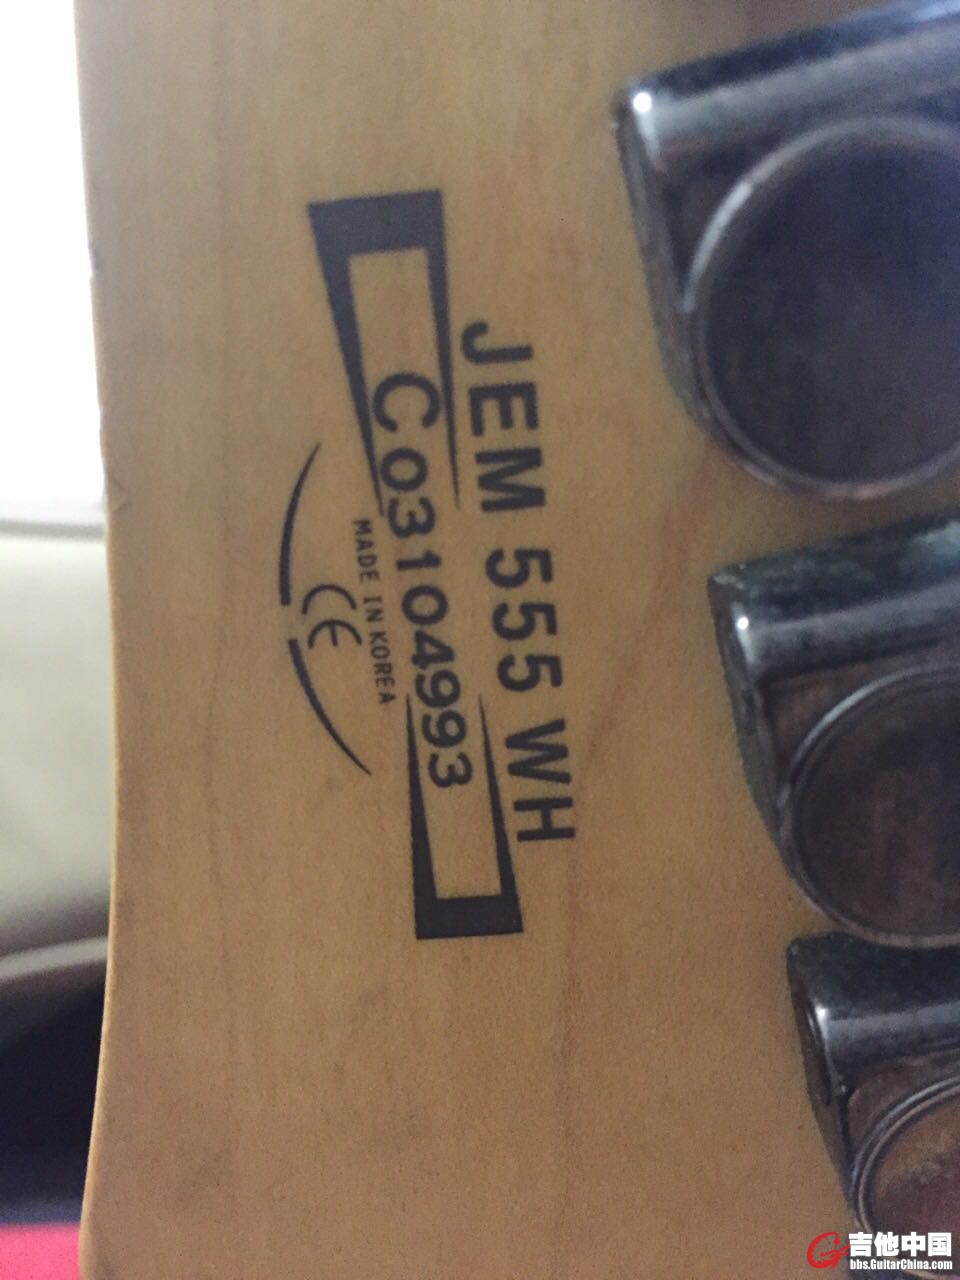 JEM 555 WH
C03104993
MADE IN KOREA
CE
吉他中国
bbs.GuitarChina.com